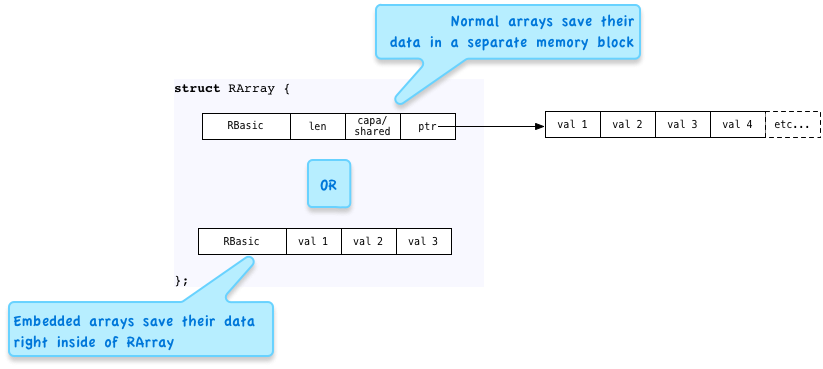 Normal arrays save their
data in a separate memory block
struct RArray {
RBasic len capa/ shared ptr
val 1 val 2 val 3 val 4 etc...
OR
RBasic val 1 val 2 val 3
};
Embedded arrays save their data
right inside of RArray